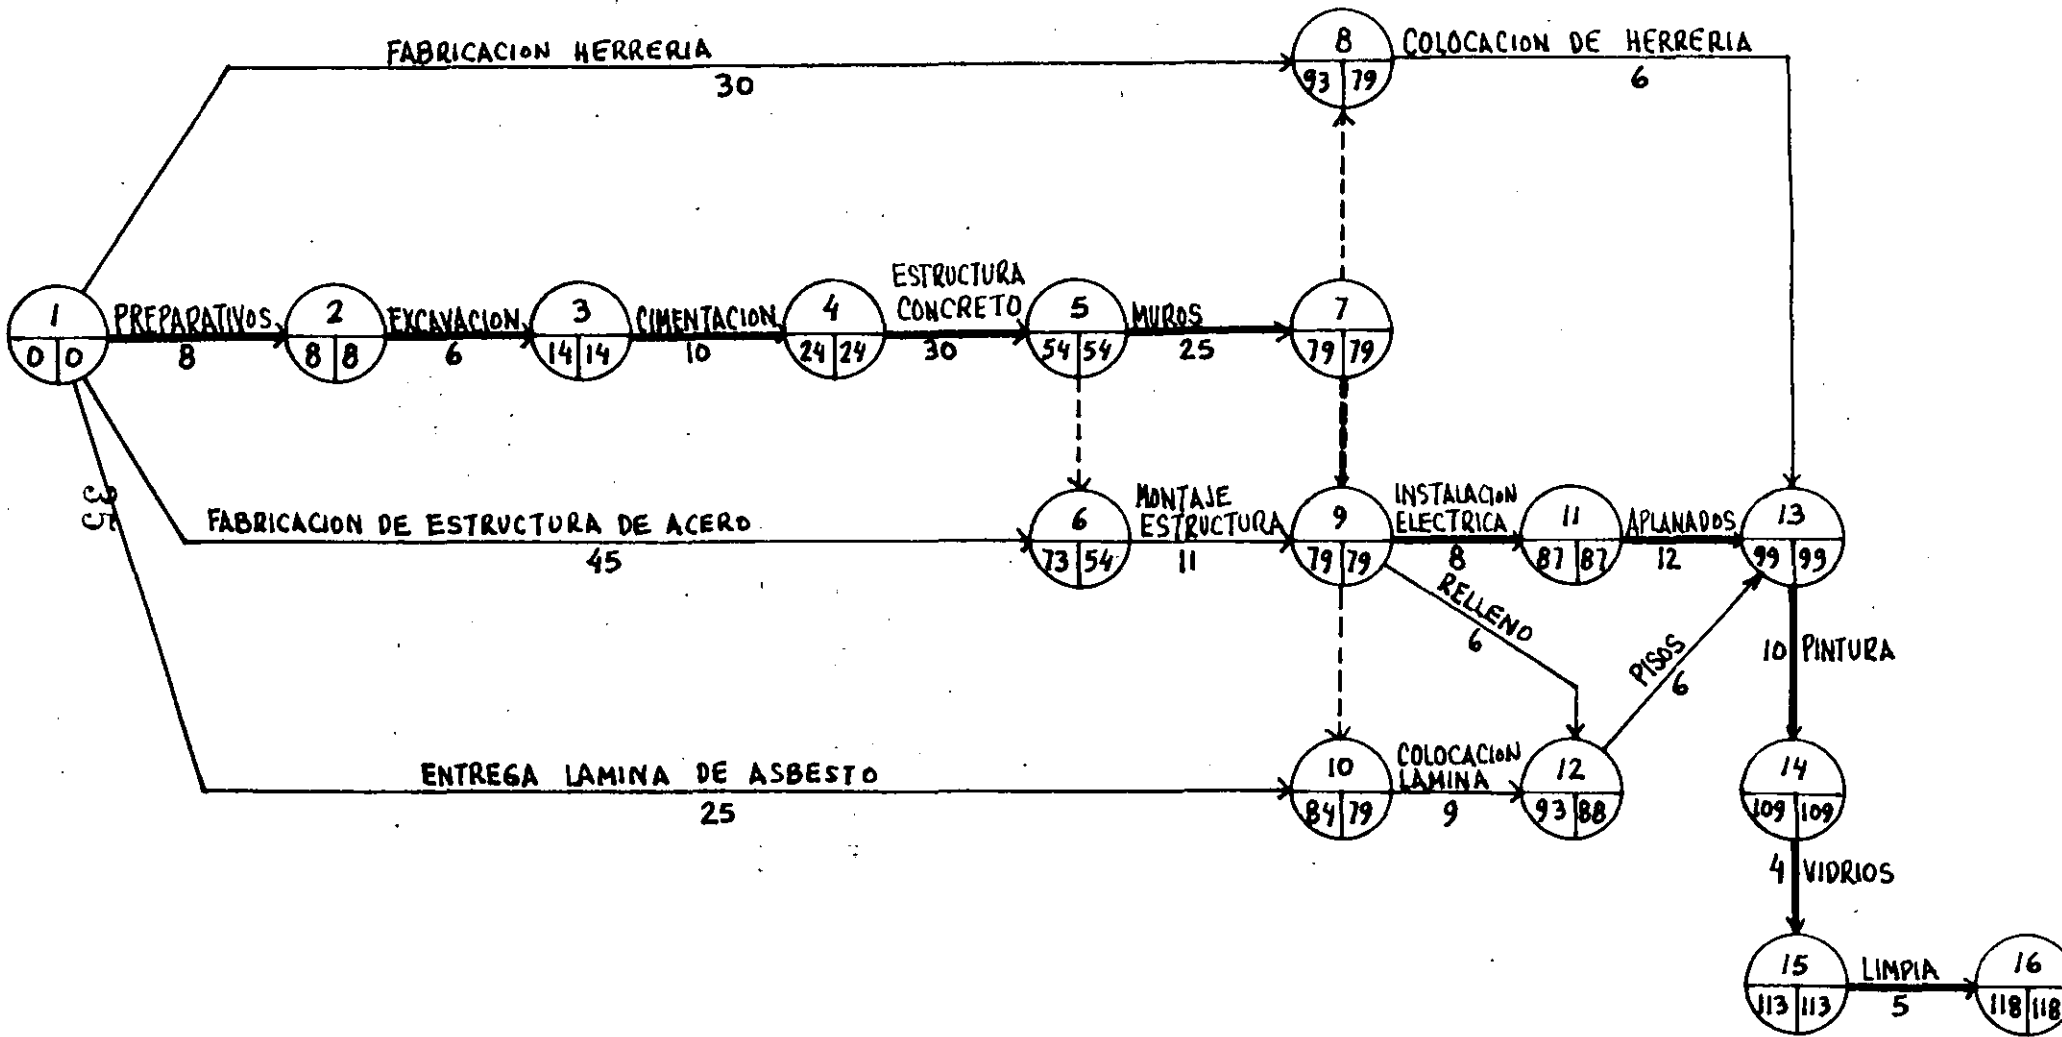 FABRICACION HERRERIA
30
8
93 79
COLOCACION DE HERRERIA
6
1
0 0
PREPARATIVOS
8
2
8 8
EXCAVACION
6
3
14 14
CIMENTACION
10
4
24 24
ESTRUCTURA
CONCRETO
30
5
54 54
MUROS
25
7
79 79
35
FABRICACION DE ESTRUCTURA DE ACERO
45
6
73 54
MONTAJE
ESTRUCTURA
11
9
79 79
INSTALACION
ELECTRICA
8
11
87 87
APLANADOS
12
13
99 99
RELLENO
6
PISOS
6
10 PINTURA
ENTREGA LAMINA DE ASBESTO
25
10
84 79
COLOCACION
LAMINA
9
12
93 88
14
109 109
4 VIDRIOS
15
113 113
LIMPIA
5
16
118 118